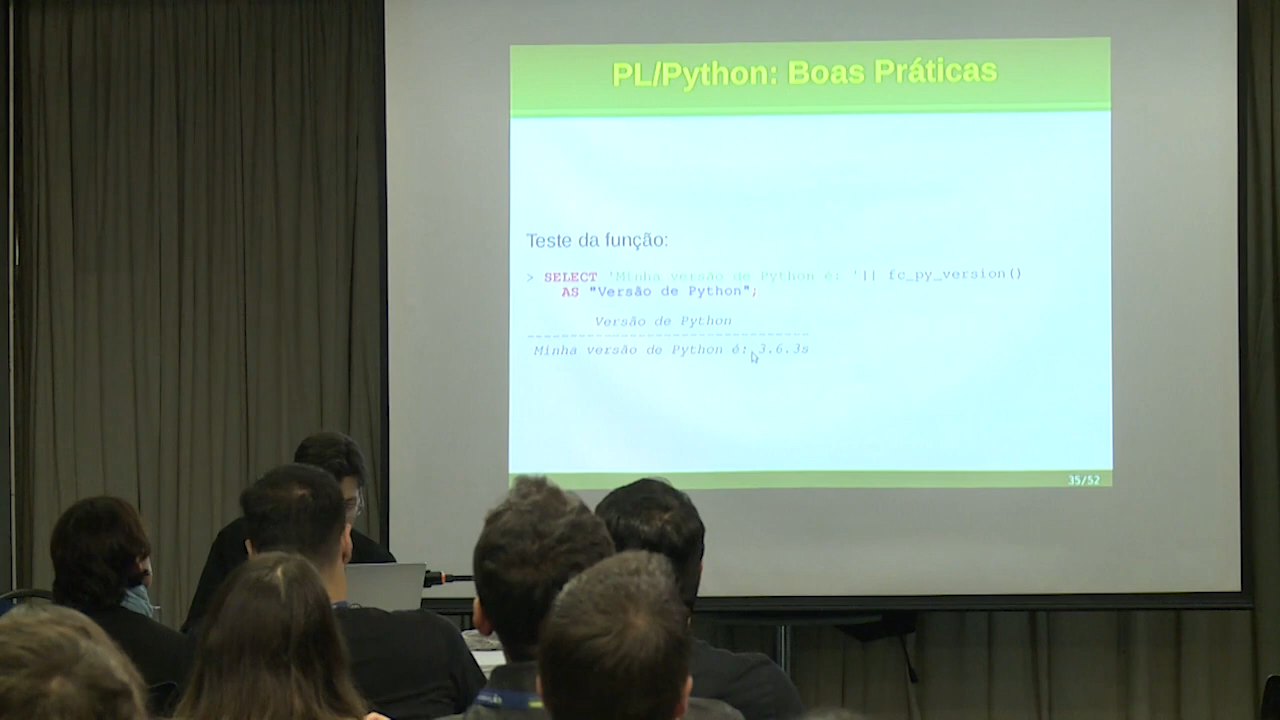 PL/Python: Boas Práticas
Teste da função:
> SELECT 'Minha versão de Python é: '|| fc_py_version()
AS "Versão de Python";
Versão de Python
--------------------------------
Minha versão de Python é: 3.6.3s
35/52